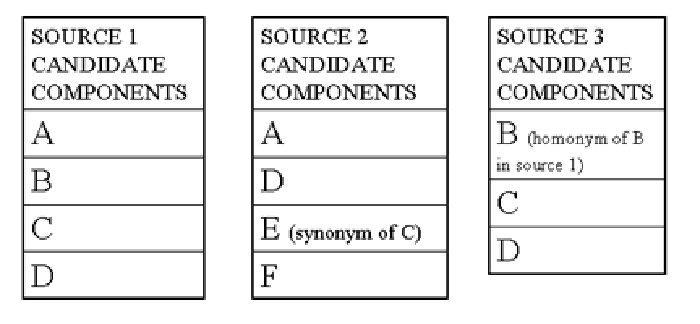 SOURCE 1
CANDIDATE
COMPONENTS
A
B
C
D
SOURCE 2
CANDIDATE
COMPONENTS
A
D
E (synonym of C)
F
SOURCE 3
CANDIDATE
COMPONENTS
B (homonym of B
in source 1)
C
D